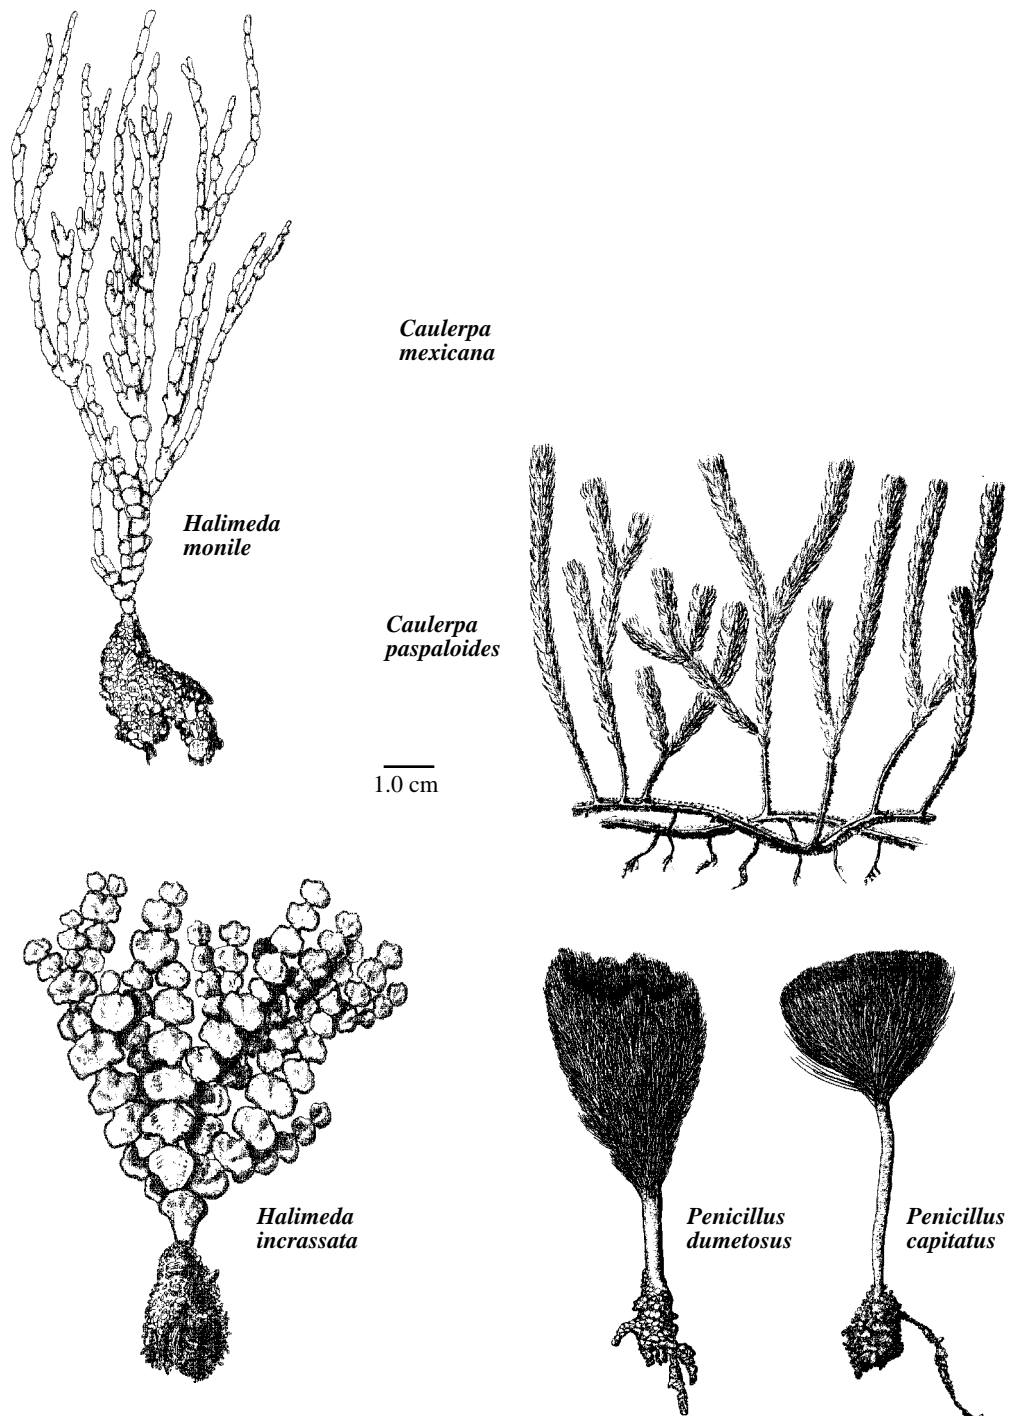 Caulerpa
mexicana
Halimeda
monile
Caulerpa
paspaloides
1.0 cm
Halimeda
incrassata
Penicillus
dumetosus
Penicillus
capitatus